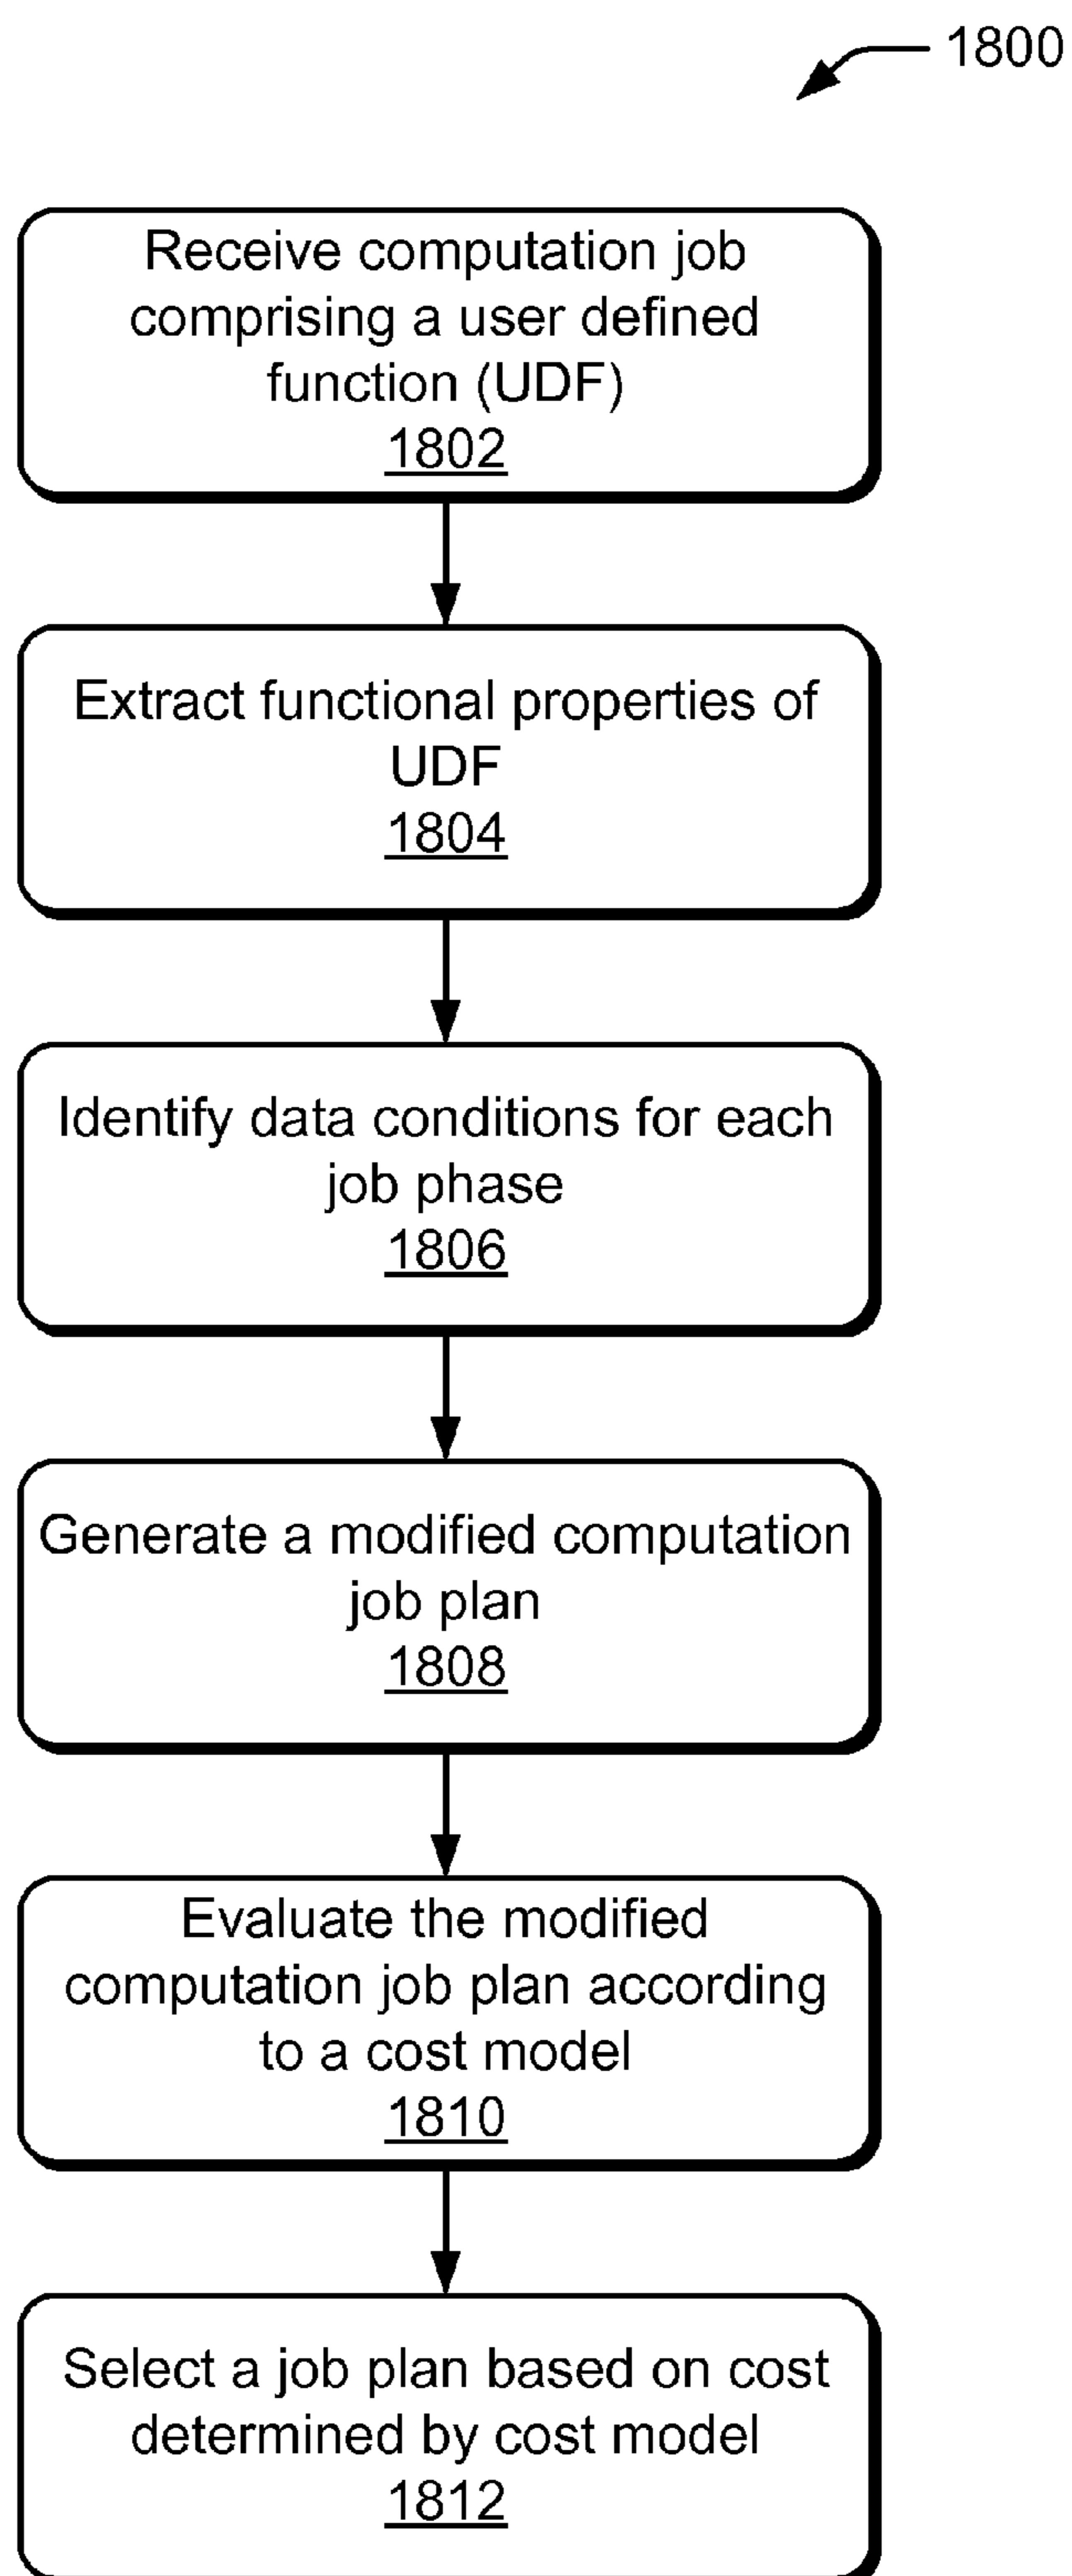 1800
Receive computation job
comprising a user defined
function (UDF)
1802
Extract functional properties of
UDF
1804
Identify data conditions for each
job phase
1806
Generate a modified computation
job plan
1808
Evaluate the modified
computation job plan according
to a cost model
1810
Select a job plan based on cost
determined by cost model
1812